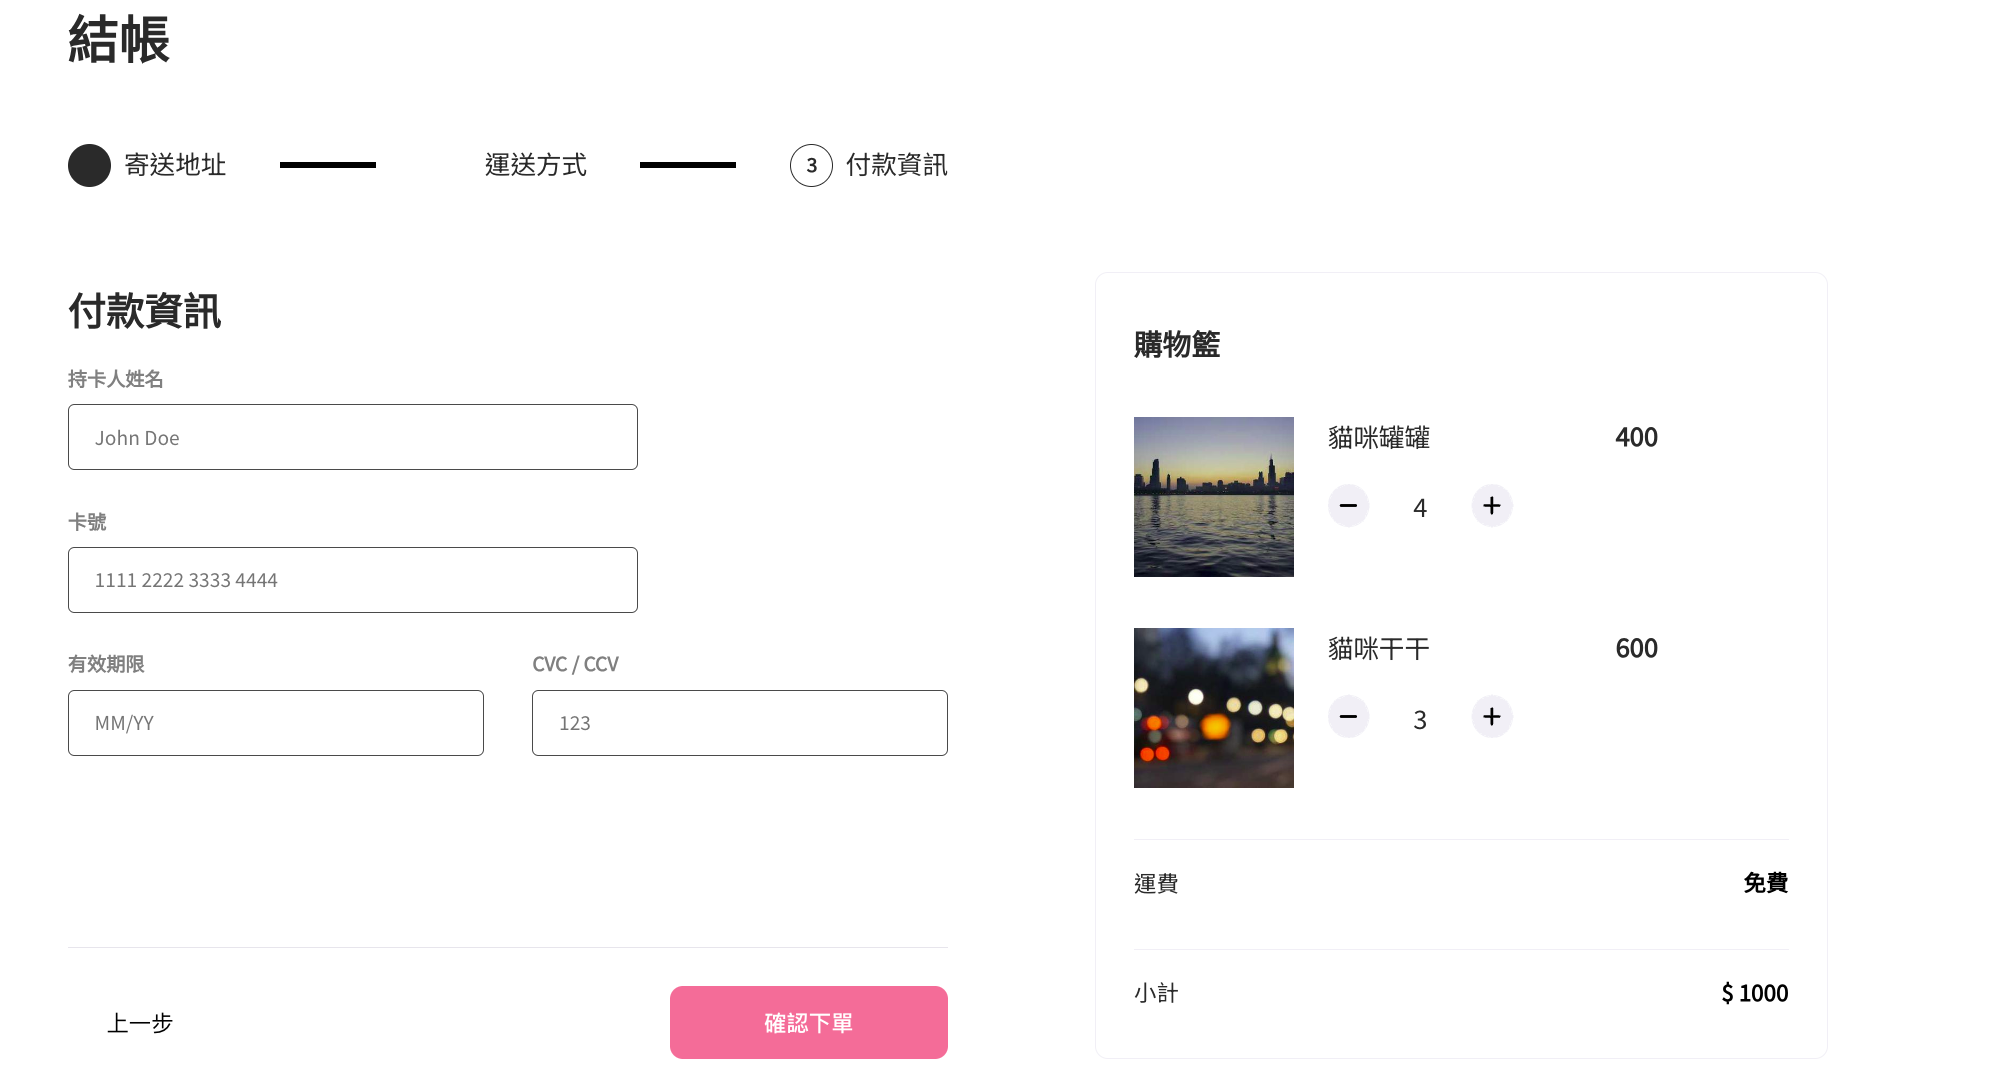 結帳
寄送地址
運送方式
3 付款資訊
付款資訊
持卡人姓名
John Doe
卡號
1111 2222 3333 4444
有效期限
CVC / CCV
MM/YY
123
上一步
確認下單
購物籃
貓咪罐罐
400
4
貓咪干干
600
3
運費
免費
小計
$ 1000